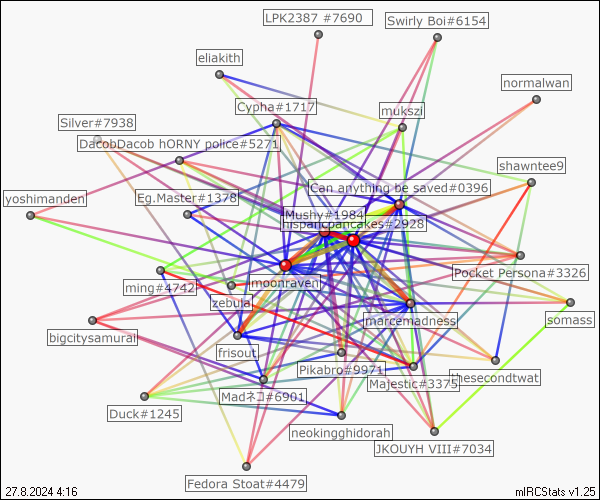 LPK2387 #7690
Swirly Boi#6154
eliakith
normalwan
Cypha#1717
mukszi
Silver#7938
DacobDacob hORNY police#5271
shawntee9
Can anything be saved#0396
yoshimanden
Eg.Master#1378
Mushy#1984
hispanicpancakes#2928
Pocket Persona#3326
moonraven
ming#4742
zebula
somass
marcemadness
bigcitysamurai
frisout
Pikabro#9971
thesecondtwat
Majestic#3375
Madネコ#6901
Duck#1245
neokingghidorah
JKOUYH VIII#7034
Fedora Stoat#4479
27.8.2024 4:16
mIRCStats v1.25